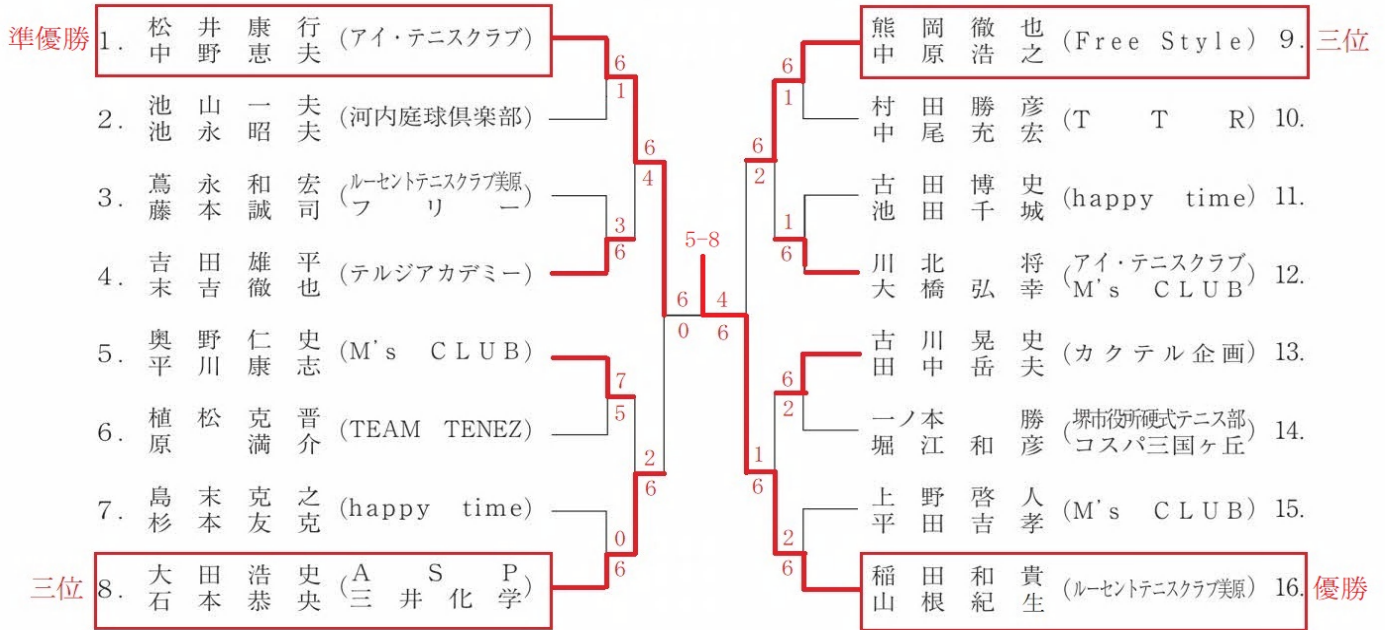 準優勝
1. 松井康行 (アイ・テニスクラブ)
中野恵夫
2. 池山一夫 (河内庭球倶楽部)
池永昭夫
3. 蔦永和宏 (ルーセントテニスクラブ美原
藤本誠司 フリー)
4. 吉田雄平 (テルジアカデミー)
末吉徹也
5. 奥野仁史 (M's CLUB)
平川康志
6. 植松克晋 (TEAM TENEZ)
原満介
7. 島末克之 (happy time)
杉本友克
三位
8. 大田浩史 (ASP
石本恭央 三井化学)
6
1
3
6
7
5
0
6
6
4
2
6
6
0
5-8
4
6
6
2
1
6
6
1
1
6
6
2
2
6
熊岡徹也 (Free Style) 9.
中原浩之
三位
村田勝彦 (TTR) 10.
中尾充宏
古田博史 (happy time) 11.
池田千城
川北将 (アイ・テニスクラブ 12.
大橋弘幸 M's CLUB)
古川晃史 (カクテル企画) 13.
田中岳夫
一ノ本勝 (堺市役所硬式テニス部 14.
堀江和彦 コスパ三国ヶ丘)
上野啓人 (M's CLUB) 15.
平田吉孝
稲田和貴 (ルーセントテニスクラブ美原) 16.
山根紀生
優勝